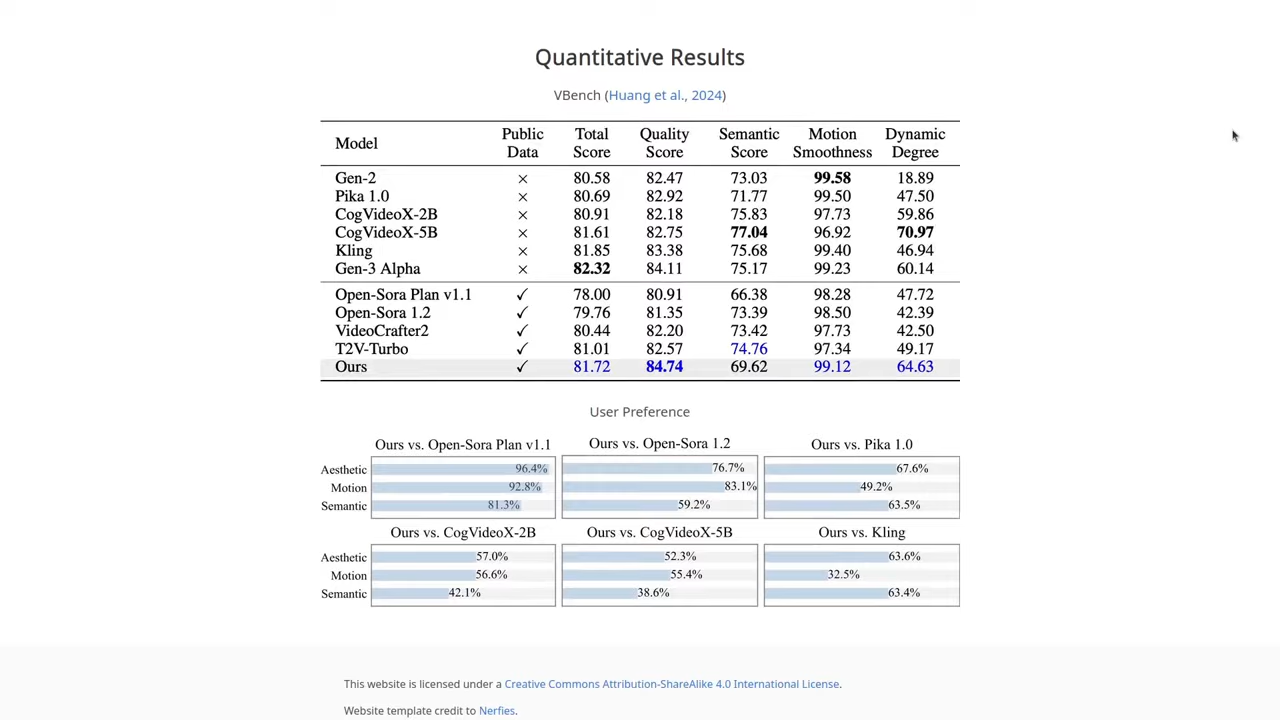 Quantitative Results
VBench (Huang et al., 2024)
Model Public Data Total Score Quality Score Semantic Score Motion Smoothness Dynamic Degree
Gen-2 × 80.58 82.47 73.03 99.58 18.89
Pika 1.0 × 80.69 82.92 71.77 99.50 47.50
CogVideoX-2B × 80.91 82.18 75.83 97.73 59.86
CogVideoX-5B × 81.61 82.75 77.04 96.92 70.97
Kling × 81.85 83.38 75.68 99.40 46.94
Gen-3 Alpha × 82.32 84.11 75.17 99.23 60.14
Open-Sora Plan v1.1 ✓ 78.00 80.91 66.38 98.28 47.72
Open-Sora 1.2 ✓ 79.76 81.35 73.39 98.50 42.39
VideoCrafter2 ✓ 80.44 82.20 73.42 97.73 42.50
T2V-Turbo ✓ 81.01 82.57 74.76 97.34 49.17
Ours ✓ 81.72 84.74 69.62 99.12 64.63
User Preference
Ours vs. Open-Sora Plan v1.1 Ours vs. Open-Sora 1.2 Ours vs. Pika 1.0
Aesthetic 96.4% 76.7% 67.6%
Motion 92.8% 83.1% 49.2%
Semantic 81.3% 59.2% 63.5%
Ours vs. CogVideoX-2B Ours vs. CogVideoX-5B Ours vs. Kling
Aesthetic 57.0% 52.3% 63.6%
Motion 56.6% 55.4% 32.5%
Semantic 42.1% 38.6% 63.4%
This website is licensed under a Creative Commons Attribution-ShareAlike 4.0 International License.
Website template credit to Nerfies.